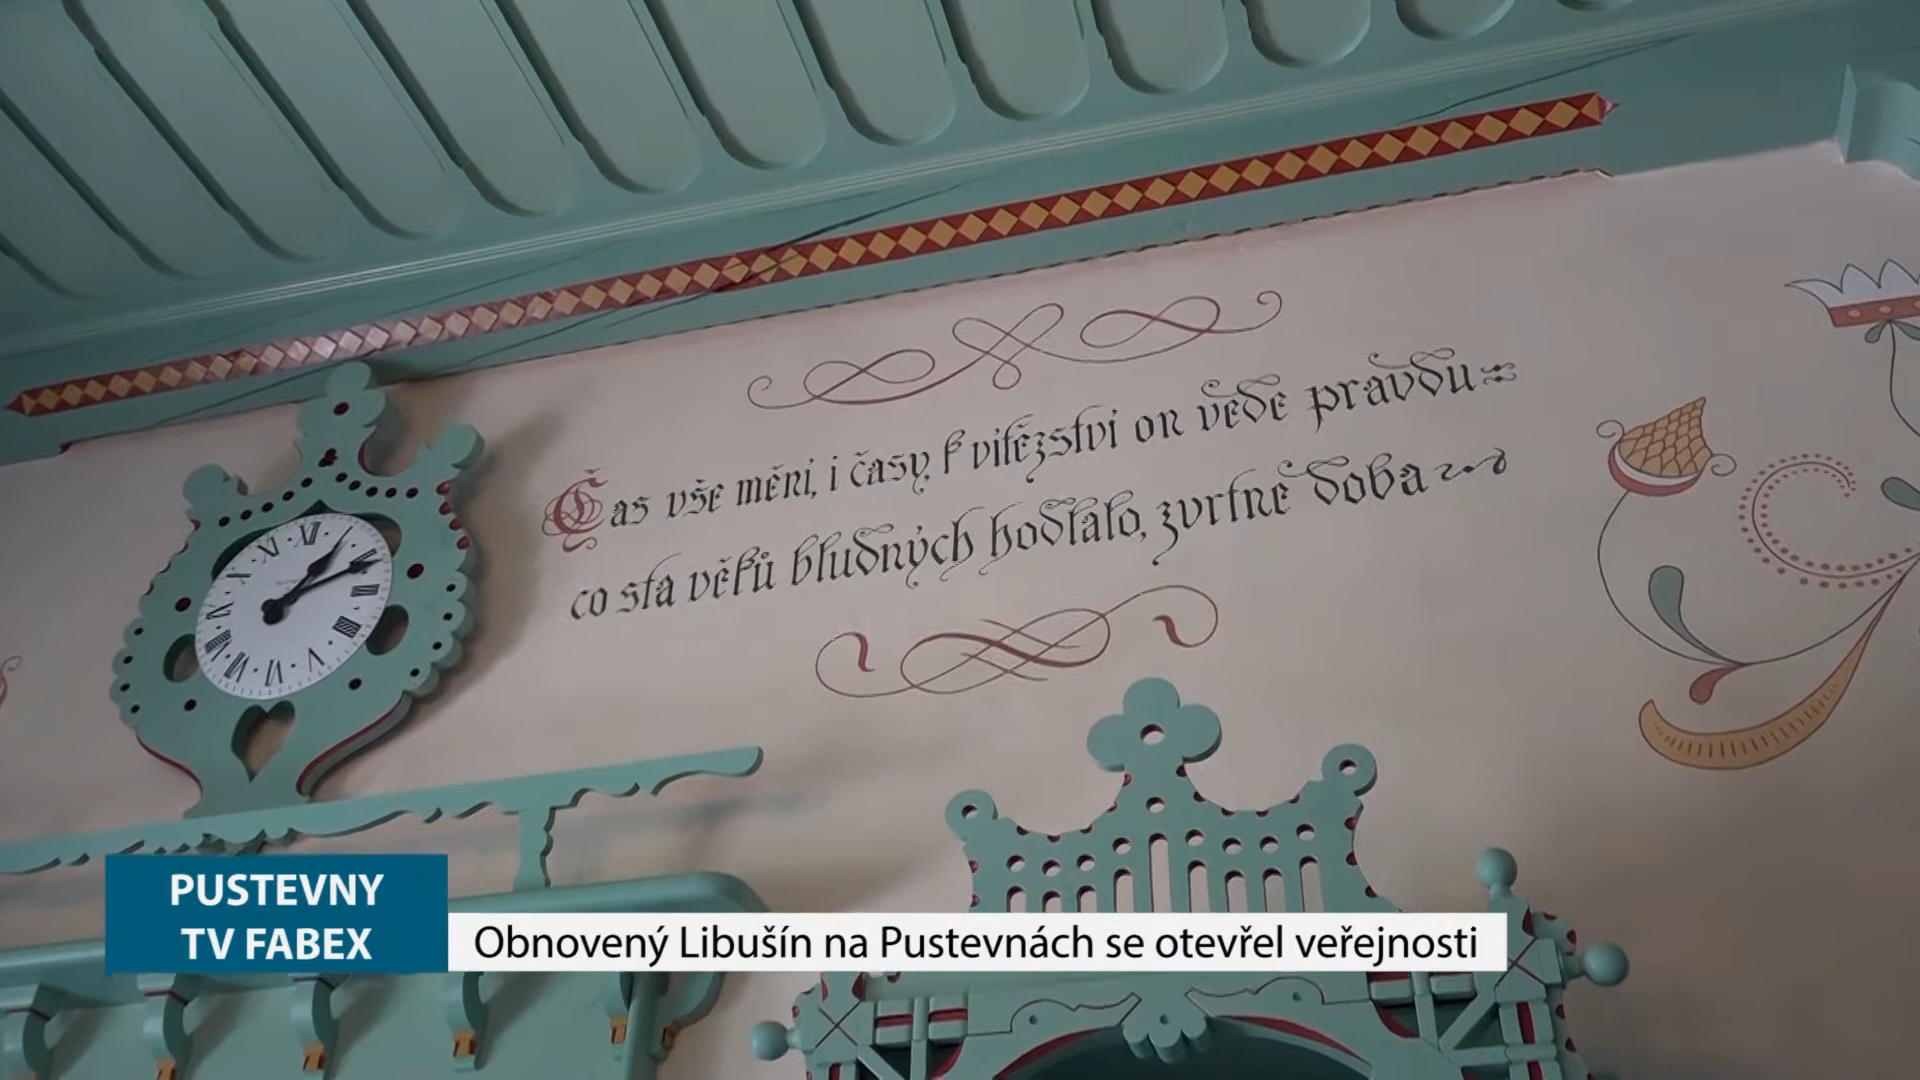 Čas vše mění, i časy, k vítězství on vede pravdu
co sta věků bludných hodlalo, zvrtne doba
PUSTEVNY
TV FABEX
Obnovený Libušín na Pustevnách se otevřel veřejnosti